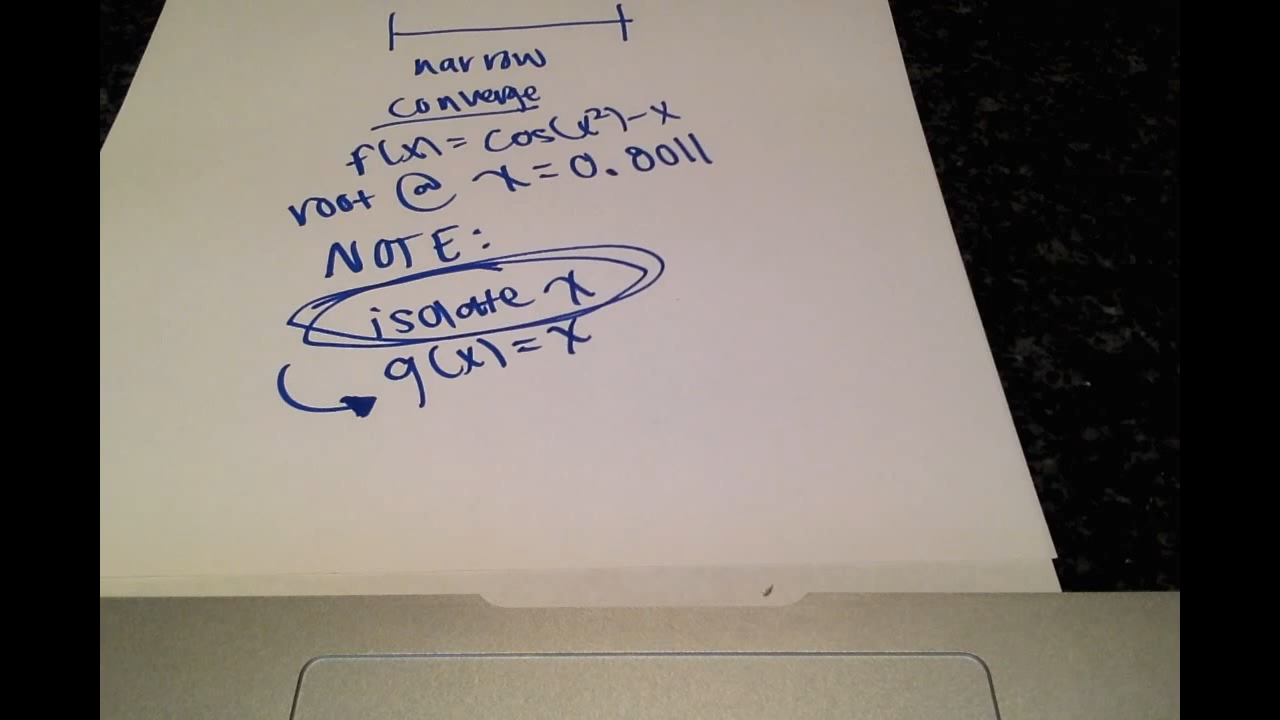 narrow
converge
f(x) = cos(x²) - x
root @ x = 0.8011
NOTE:
isolate x
g(x) = x